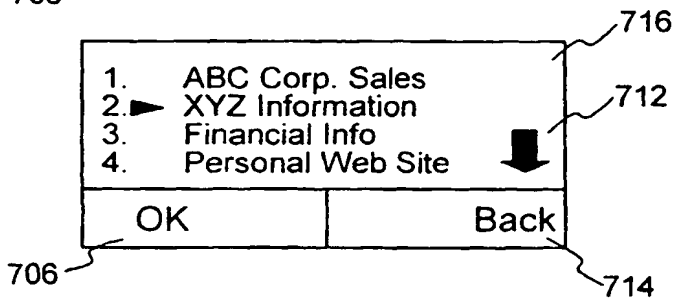 716
1. ABC Corp. Sales
2. XYZ Information
712
3. Financial Info
4. Personal Web Site
OK Back
706
714